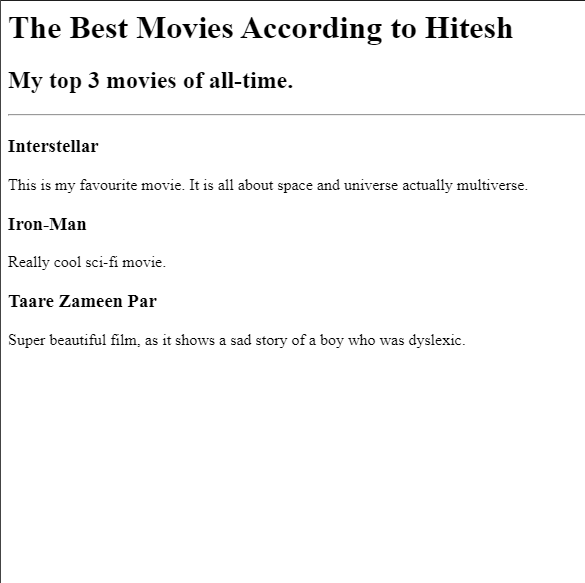 The Best Movies According to Hitesh
My top 3 movies of all-time.
Interstellar
This is my favourite movie. It is all about space and universe actually multiverse.
Iron-Man
Really cool sci-fi movie.
Taare Zameen Par
Super beautiful film, as it shows a sad story of a boy who was dyslexic.